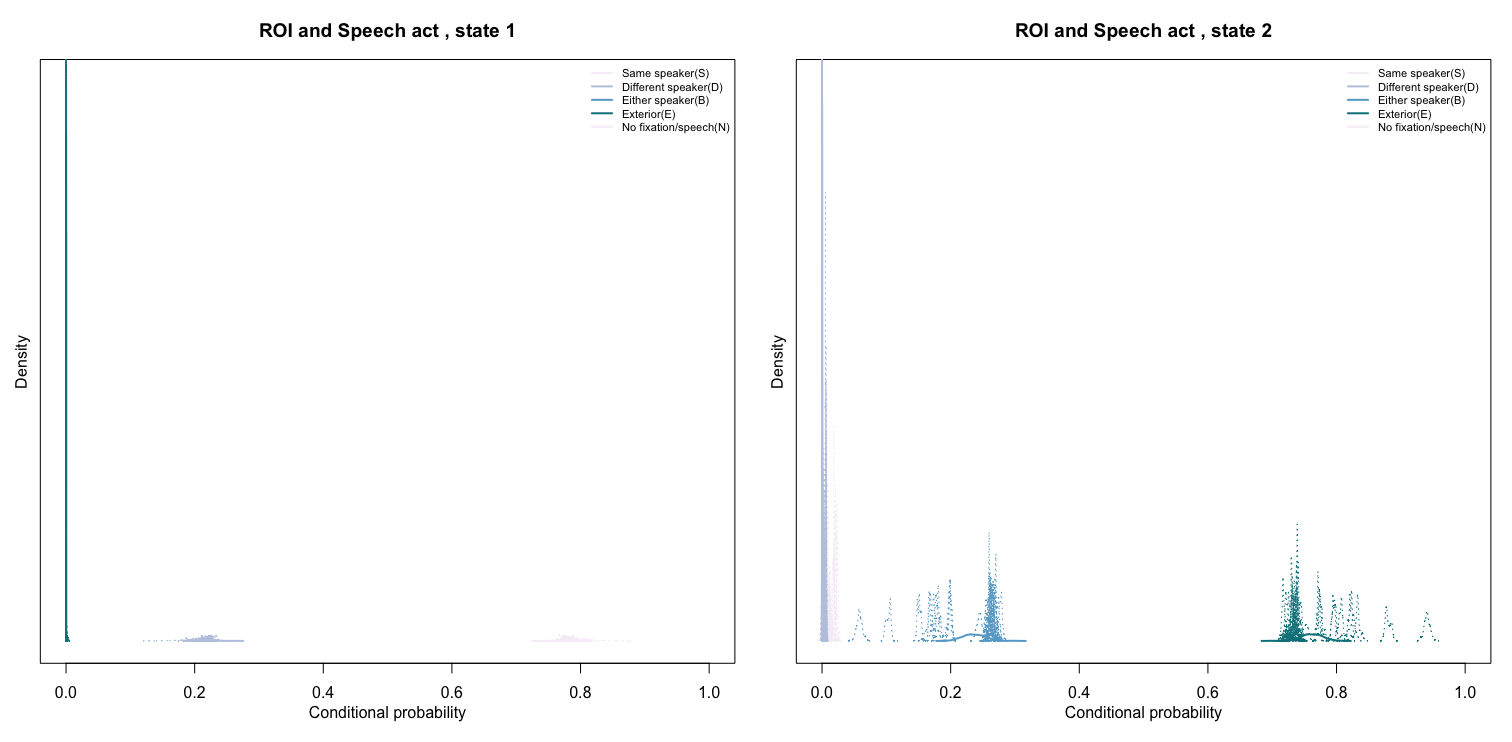 ROI and Speech act , state 1
Same speaker(S)
Different speaker(D)
Either speaker(B)
Exterior(E)
No fixation/speech(N)
Density
0.0 0.2 0.4 0.6 0.8 1.0
Conditional probability
ROI and Speech act , state 2
Same speaker(S)
Different speaker(D)
Either speaker(B)
Exterior(E)
No fixation/speech(N)
Density
0.0 0.2 0.4 0.6 0.8 1.0
Conditional probability